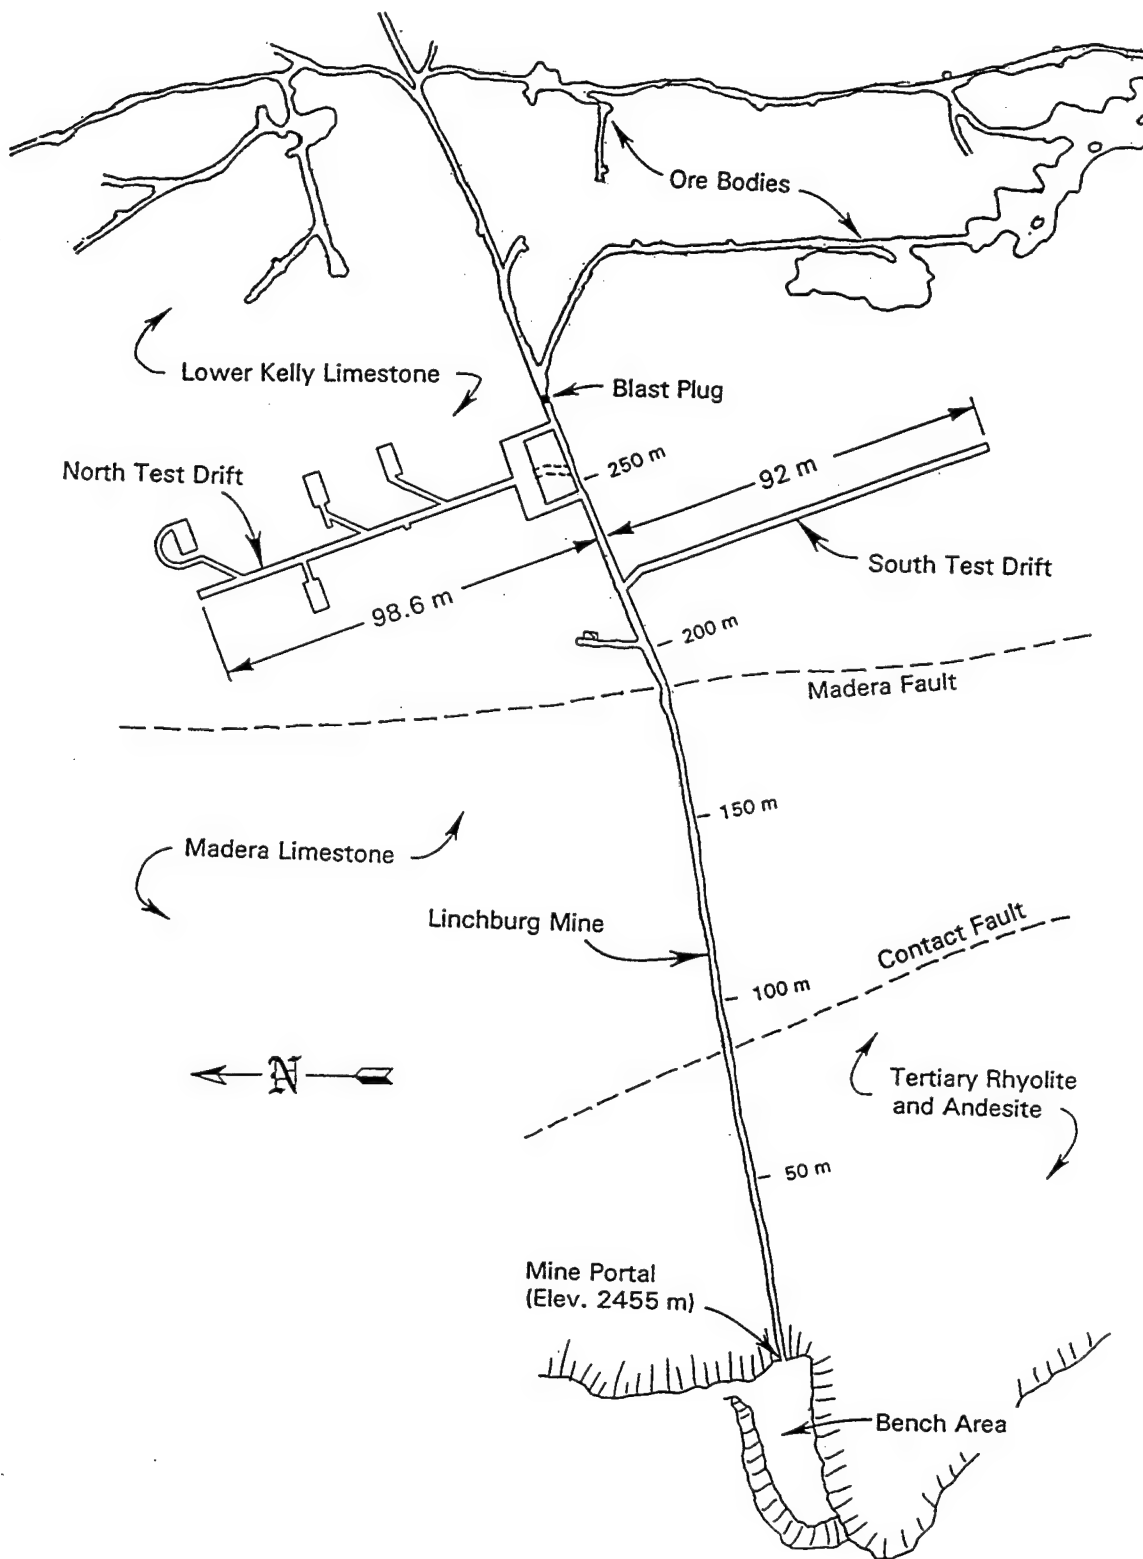 Ore Bodies
Lower Kelly Limestone
Blast Plug
North Test Drift
250 m
92 m
South Test Drift
98.6 m
200 m
Madera Fault
150 m
Madera Limestone
Linchburg Mine
Contact Fault
100 m
N
Tertiary Rhyolite
and Andesite
50 m
Mine Portal
(Elev. 2455 m)
Bench Area